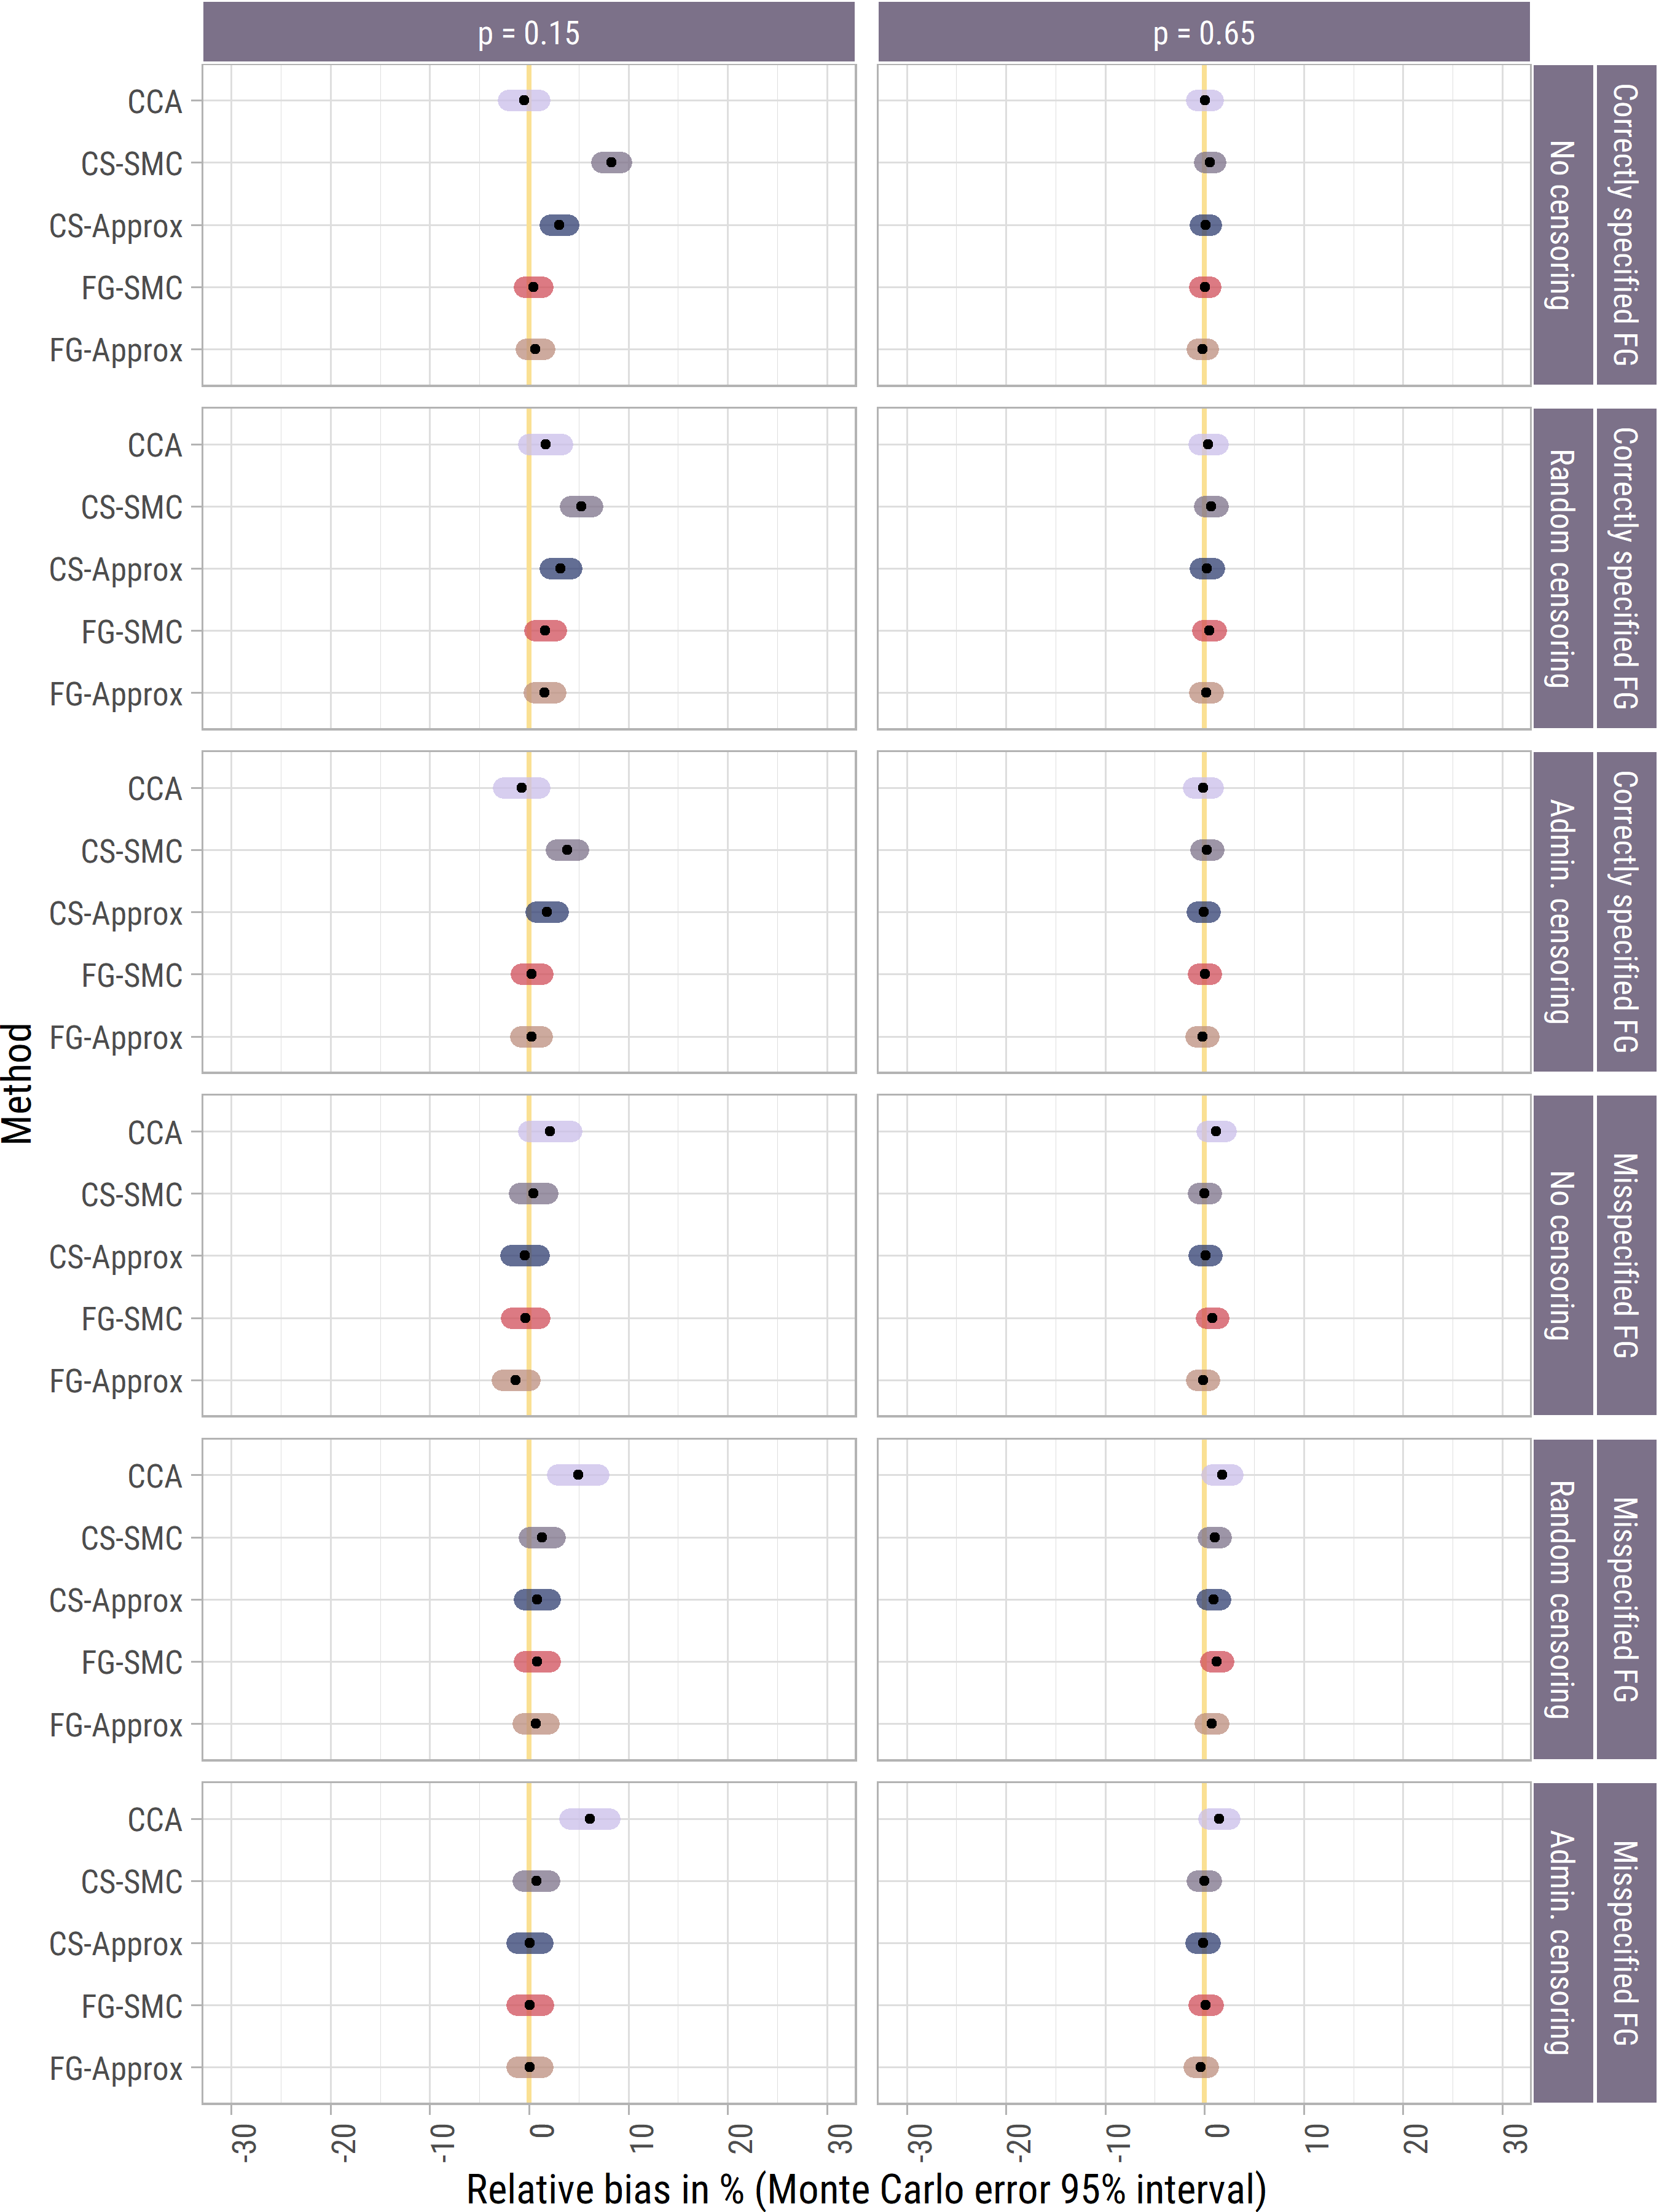 p = 0.15
p = 0.65
Method
CCA
CS-SMC
CS-Approx
FG-SMC
FG-Approx
No censoring
Correctly specified FG
CCA
CS-SMC
CS-Approx
FG-SMC
FG-Approx
Random censoring
Correctly specified FG
CCA
CS-SMC
CS-Approx
FG-SMC
FG-Approx
Admin. censoring
Correctly specified FG
CCA
CS-SMC
CS-Approx
FG-SMC
FG-Approx
No censoring
Misspecified FG
CCA
CS-SMC
CS-Approx
FG-SMC
FG-Approx
Random censoring
Misspecified FG
CCA
CS-SMC
CS-Approx
FG-SMC
FG-Approx
Admin. censoring
Misspecified FG
-30
-20
-10
0
10
20
30
-30
-20
-10
0
10
20
30
Relative bias in % (Monte Carlo error 95% interval)